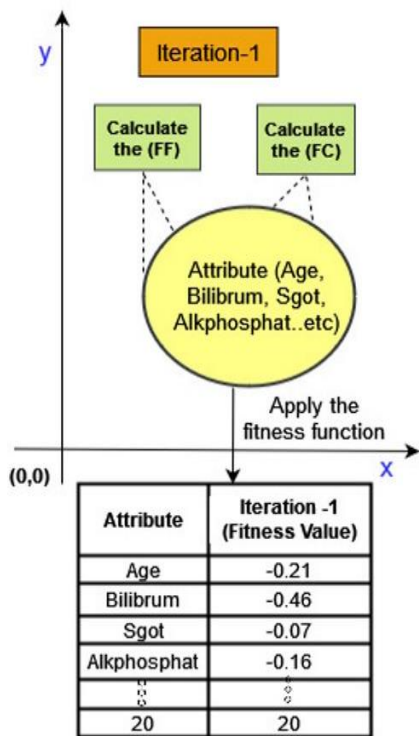 y
Iteration-1
Calculate
the (FF)
Calculate
the (FC)
Attribute (Age,
Bilibrum, Sgot,
Alkphosphat..etc)
Apply the
fitness function
x
(0,0)
Attribute
Iteration -1
(Fitness Value)
Age
-0.21
Bilibrum
-0.46
Sgot
-0.07
Alkphosphat
-0.16
20
20